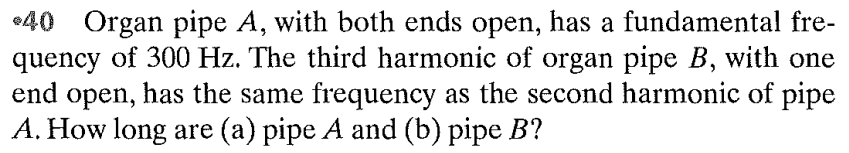 •40 Organ pipe A, with both ends open, has a fundamental fre-
quency of 300 Hz. The third harmonic of organ pipe B, with one
end open, has the same frequency as the second harmonic of pipe
A. How long are (a) pipe A and (b) pipe B?